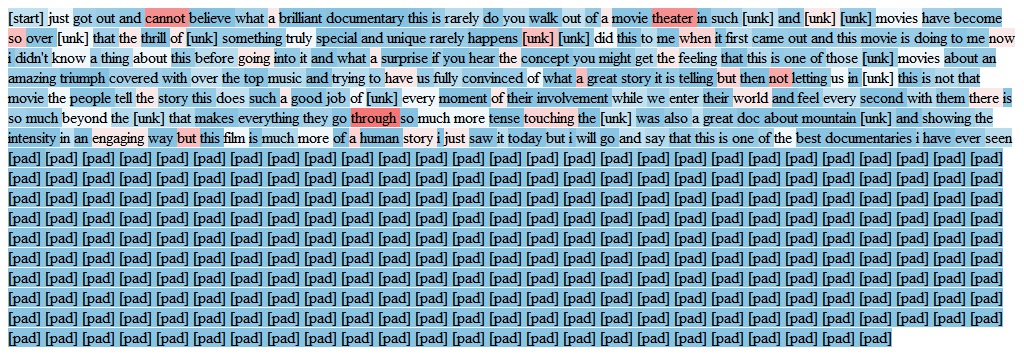 [start] just got out and cannot believe what a brilliant documentary this is rarely do you walk out of a movie theater in such [unk] and [unk] [unk] movies have become
so over [unk] that the thrill of [unk] something truly special and unique rarely happens [unk] [unk] did this to me when it first came out and this movie is doing to me now
i didn't know a thing about this before going into it and what a surprise if you hear the concept you might get the feeling that this is one of those [unk] movies about an
amazing triumph covered with over the top music and trying to have us fully convinced of what a great story it is telling but then not letting us in [unk] this is not that
movie the people tell the story this does such a good job of [unk] every moment of their involvement while we enter their world and feel every second with them there is
so much beyond the [unk] that makes everything they go through so much more tense touching the [unk] was also a great doc about mountain [unk] and showing the
intensity in an engaging way but this film is much more of a human story i just saw it today but i will go and say that this is one of the best documentaries i have ever seen
[pad] [pad] [pad] [pad] [pad] [pad] [pad] [pad] [pad] [pad] [pad] [pad] [pad] [pad] [pad] [pad] [pad] [pad] [pad] [pad] [pad] [pad] [pad] [pad] [pad] [pad] [pad]
[pad] [pad] [pad] [pad] [pad] [pad] [pad] [pad] [pad] [pad] [pad] [pad] [pad] [pad] [pad] [pad] [pad] [pad] [pad] [pad] [pad] [pad] [pad] [pad] [pad] [pad] [pad]
[pad] [pad] [pad] [pad] [pad] [pad] [pad] [pad] [pad] [pad] [pad] [pad] [pad] [pad] [pad] [pad] [pad] [pad] [pad] [pad] [pad] [pad] [pad] [pad] [pad] [pad] [pad]
[pad] [pad] [pad] [pad] [pad] [pad] [pad] [pad] [pad] [pad] [pad] [pad] [pad] [pad] [pad] [pad] [pad] [pad] [pad] [pad] [pad] [pad] [pad] [pad] [pad] [pad] [pad]
[pad] [pad] [pad] [pad] [pad] [pad] [pad] [pad] [pad] [pad] [pad] [pad] [pad] [pad] [pad] [pad] [pad] [pad] [pad] [pad] [pad] [pad] [pad] [pad] [pad] [pad] [pad]
[pad] [pad] [pad] [pad] [pad] [pad] [pad] [pad] [pad] [pad] [pad] [pad] [pad] [pad] [pad] [pad] [pad] [pad] [pad] [pad] [pad] [pad] [pad] [pad] [pad] [pad] [pad]
[pad] [pad] [pad] [pad] [pad] [pad] [pad] [pad] [pad] [pad] [pad] [pad] [pad] [pad] [pad] [pad] [pad] [pad] [pad] [pad] [pad] [pad] [pad] [pad] [pad] [pad] [pad]
[pad] [pad] [pad] [pad] [pad] [pad] [pad] [pad] [pad] [pad] [pad] [pad] [pad] [pad] [pad] [pad] [pad] [pad] [pad] [pad] [pad] [pad] [pad] [pad] [pad] [pad] [pad]
[pad] [pad] [pad] [pad] [pad] [pad] [pad] [pad] [pad] [pad] [pad] [pad] [pad] [pad] [pad] [pad] [pad] [pad] [pad] [pad] [pad] [pad] [pad] [pad] [pad] [pad] [pad]
[pad] [pad] [pad] [pad] [pad] [pad] [pad] [pad] [pad] [pad] [pad] [pad] [pad] [pad] [pad] [pad] [pad] [pad] [pad] [pad] [pad] [pad] [pad] [pad]